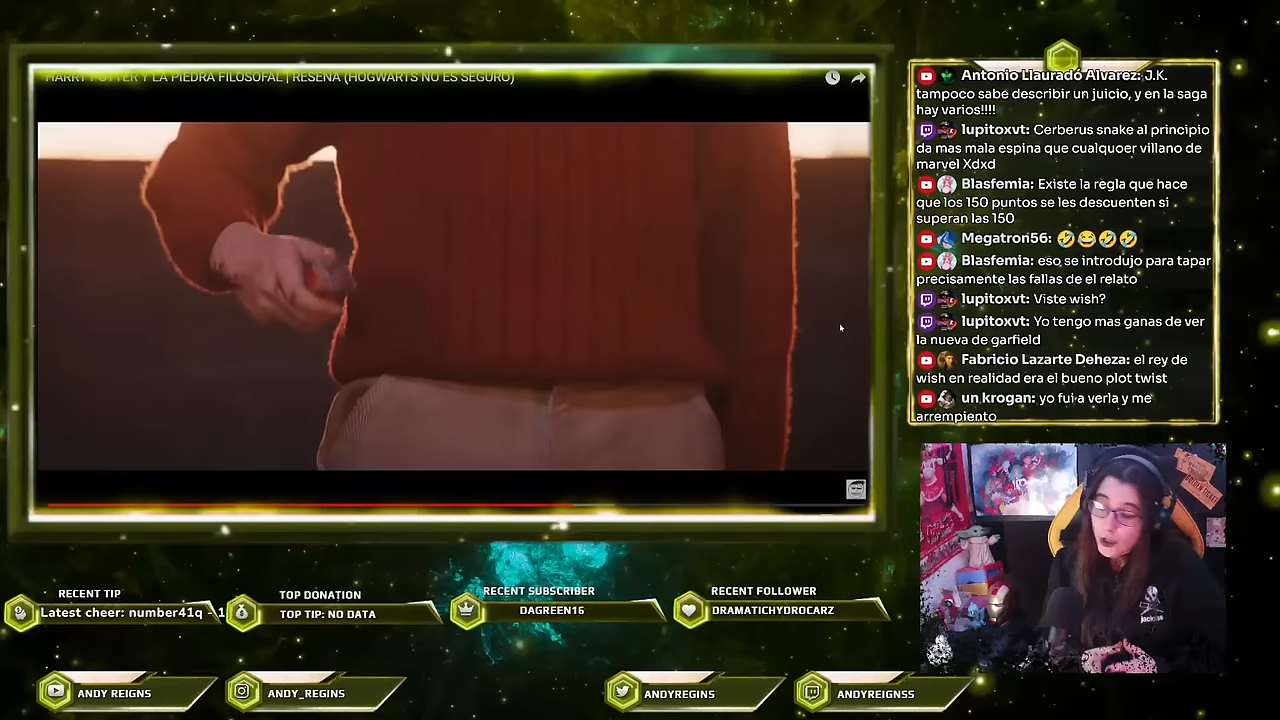 HARRY POTTER Y LA PIEDRA FILOSOFAL | RESEÑA (HOGWARTS NO ES SEGURO)
Antonio Llauradó Alvarez: J.K.
tampoco sabe describir un juicio, y en la saga
hay varios!!!!
lupitoxvt: Cerberus snake al principio
da mas mala espina que cualquoer villano de
marvel Xdxd
Blasfemia: Existe la regla que hace
que los 150 puntos se les descuenten si
superan las 150
Megatron56: 🤣😂🤣🤣
Blasfemia: eso se introdujo para tapar
precisamente las fallas de el relato
lupitoxvt: Viste wish?
lupitoxvt: Yo tengo mas ganas de ver
la nueva de garfield
Fabricio Lazarte Deheza: el rey de
wish en realidad era el bueno plot twist
un krogan: yo fui a verla y me
arrempiento
RECENT TIP
Latest cheer: number41q - 1
TOP DONATION
TOP TIP: NO DATA
RECENT SUBSCRIBER
DAGREEN16
RECENT FOLLOWER
DRAMATICHYDROCARZ
ANDY REIGNS
ANDY_REGINS
ANDYREGINS
ANDYREIGNSS